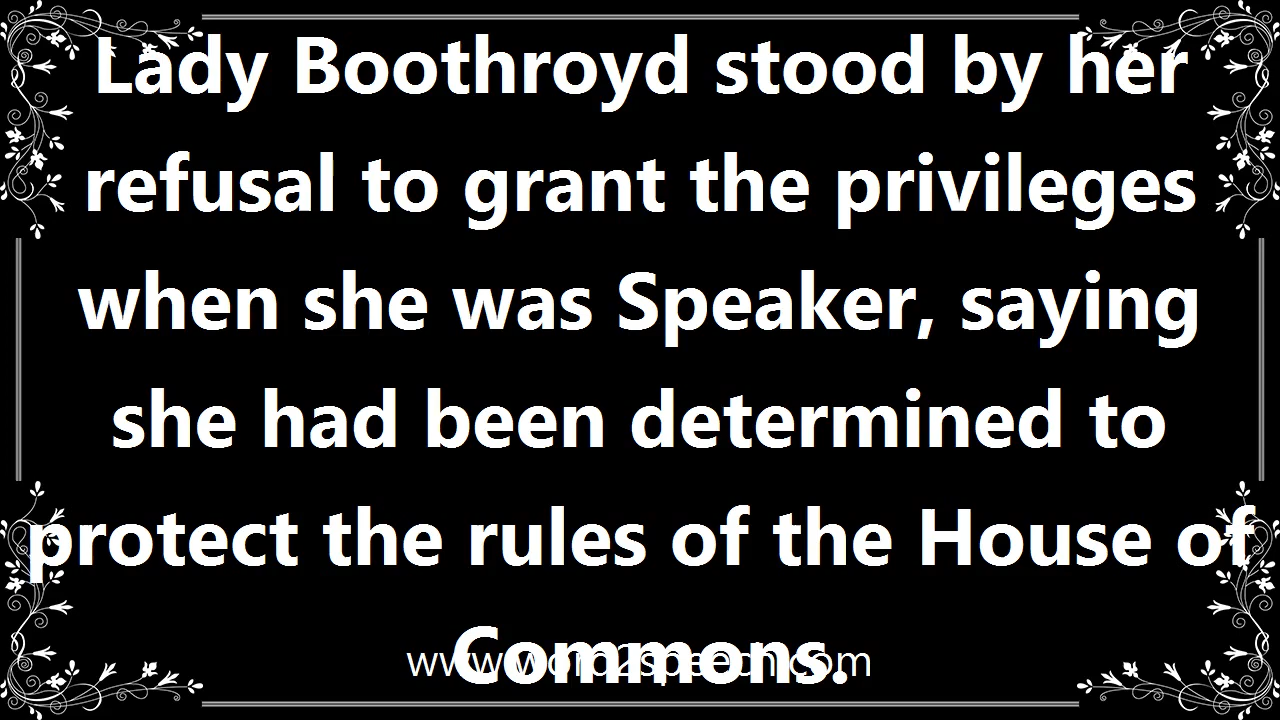 Lady Boothroyd stood by her
refusal to grant the privileges
when she was Speaker, saying
she had been determined to
protect the rules of the House of
Commons.
www.word2speech.com